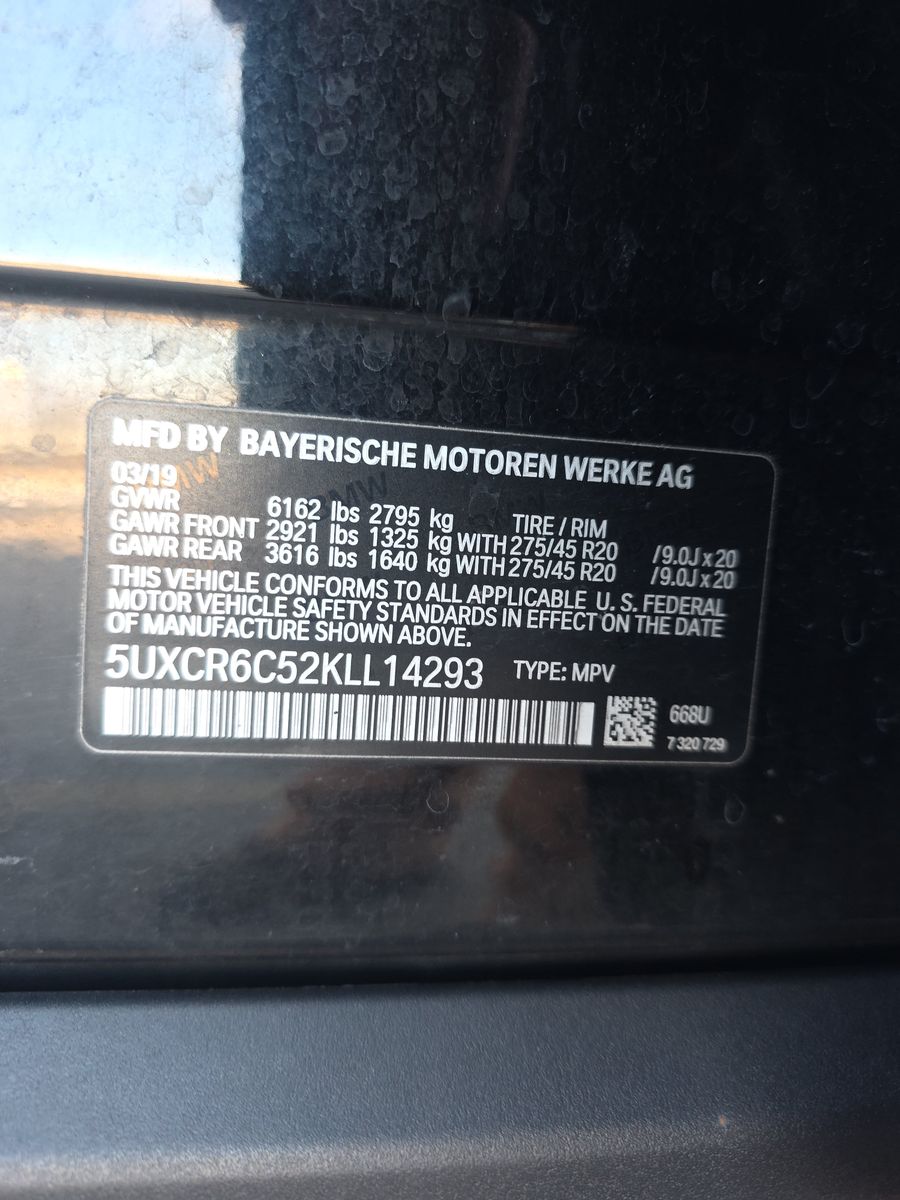 MFD BY BAYERISCHE MOTOREN WERKE AG
03/19
GVWR 6162 lbs 2795 kg TIRE / RIM
GAWR FRONT 2921 lbs 1325 kg WITH 275/45 R20 /9.0J x 20
GAWR REAR 3616 lbs 1640 kg WITH 275/45 R20 /9.0J x 20
THIS VEHICLE CONFORMS TO ALL APPLICABLE U. S. FEDERAL
MOTOR VEHICLE SAFETY STANDARDS IN EFFECT ON THE DATE
OF MANUFACTURE SHOWN ABOVE.
5UXCR6C52KLL14293 TYPE: MPV
668U
7 320 729